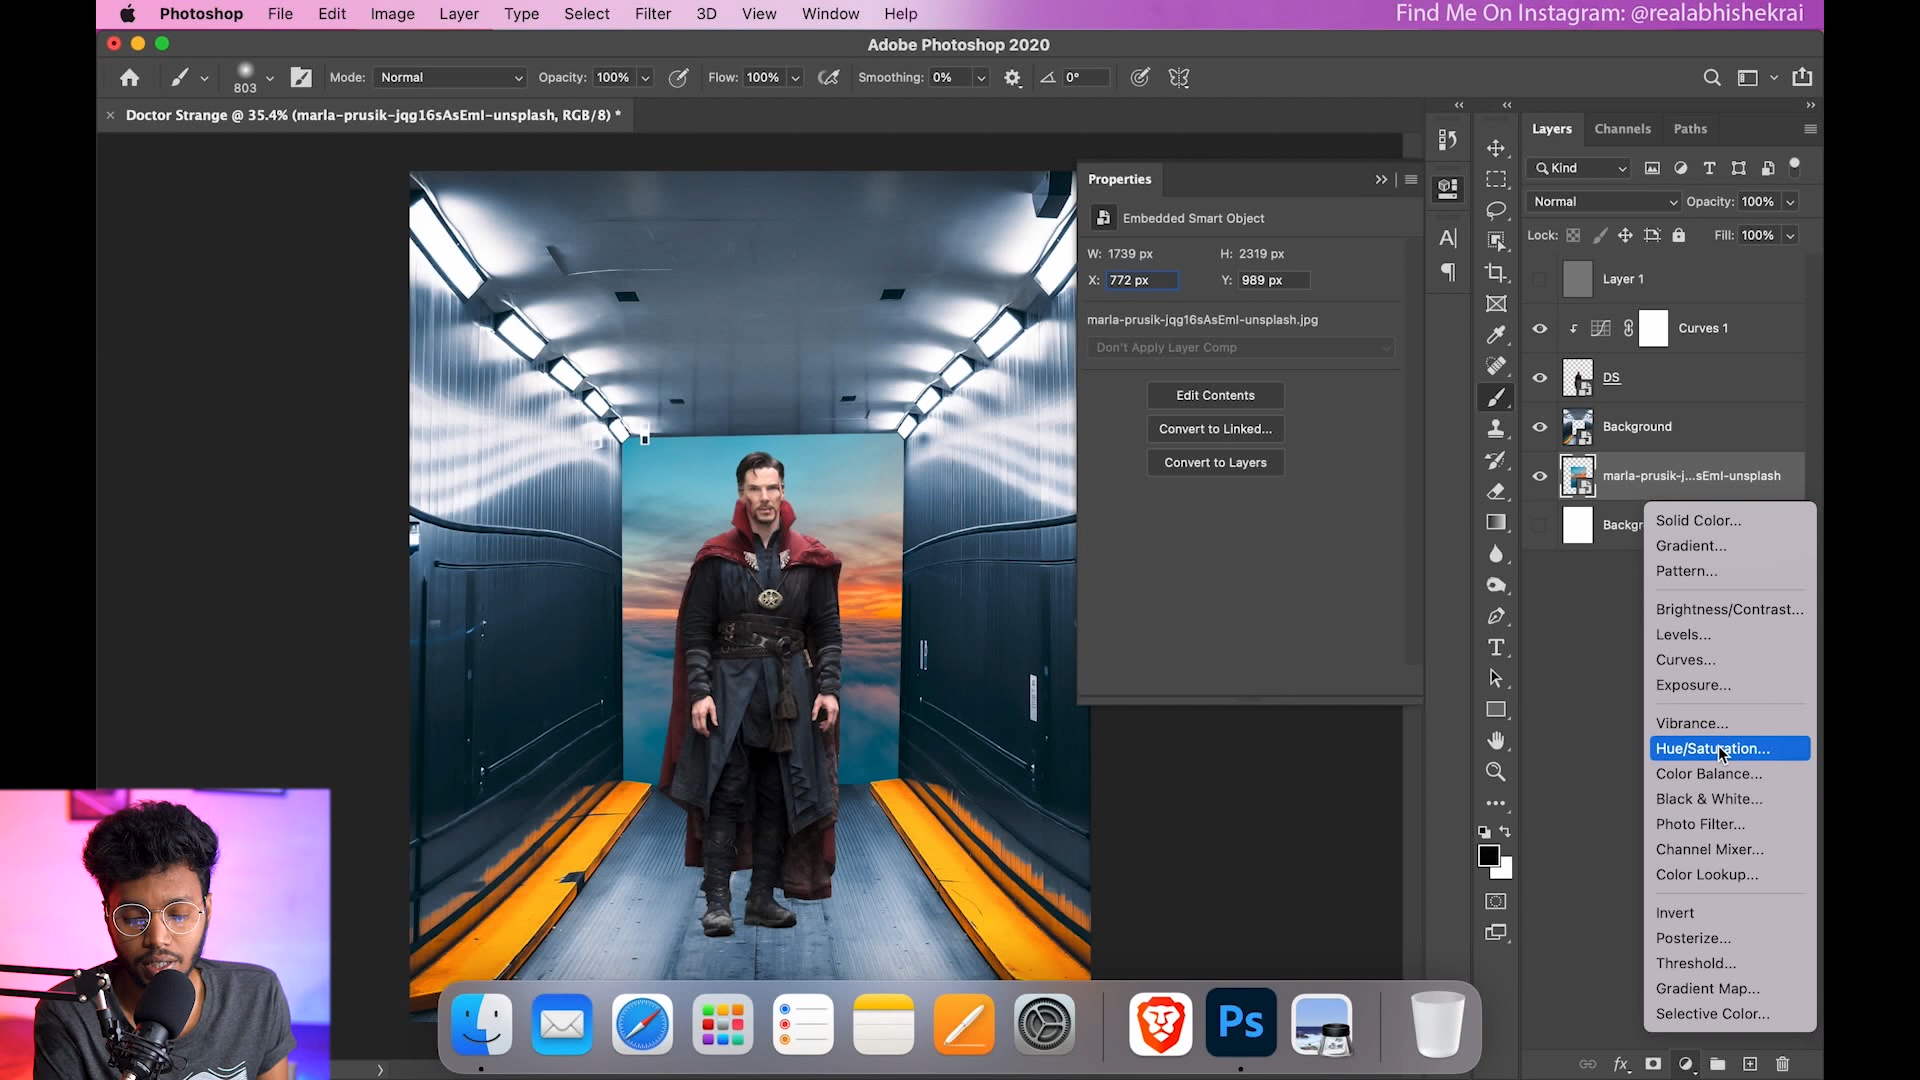 Photoshop File Edit Image Layer Type Select Filter 3D View Window Help
Find Me On Instagram: @realabhishekrai
Adobe Photoshop 2020
803 Mode: Normal Opacity: 100% Flow: 100% Smoothing: 0% 0°
× Doctor Strange @ 35.4% (marla-prusik-jqg16sAsEmI-unsplash, RGB/8) *
Properties
Embedded Smart Object
W: 1739 px H: 2319 px
X: 772 px Y: 989 px
marla-prusik-jqg16sAsEmI-unsplash.jpg
Don't Apply Layer Comp
Edit Contents
Convert to Linked...
Convert to Layers
Layers Channels Paths
Kind
Normal Opacity: 100%
Lock: Fill: 100%
Layer 1
Curves 1
DS
Background
marla-prusik-j...sEmI-unsplash
Backgr
Solid Color...
Gradient...
Pattern...
Brightness/Contrast...
Levels...
Curves...
Exposure...
Vibrance...
Hue/Saturation...
Color Balance...
Black & White...
Photo Filter...
Channel Mixer...
Color Lookup...
Invert
Posterize...
Threshold...
Gradient Map...
Selective Color...
Ps
fx